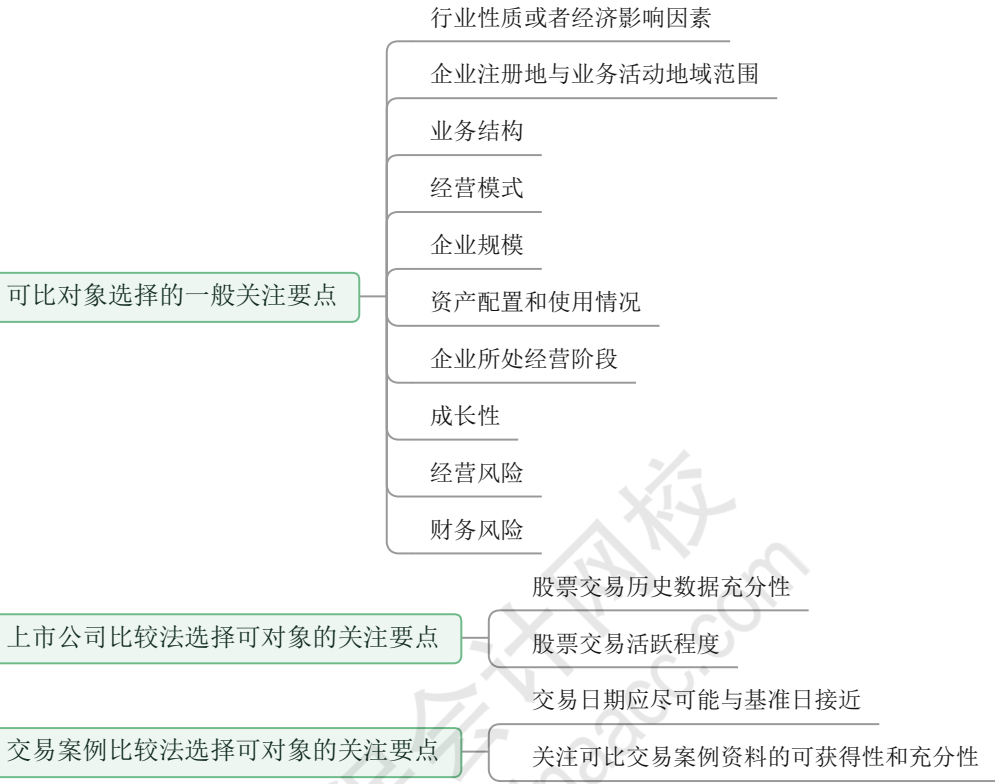 行业性质或者经济影响因素
企业注册地与业务活动地域范围
业务结构
经营模式
企业规模
可比对象选择的一般关注要点
资产配置和使用情况
企业所处经营阶段
成长性
经营风险
财务风险
股票交易历史数据充分性
上市公司比较法选择可对象的关注要点
股票交易活跃程度
交易日期应尽可能与基准日接近
交易案例比较法选择可对象的关注要点
关注可比交易案例资料的可获得性和充分性
会计网校